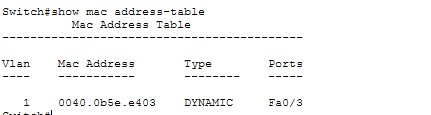 Switch#show mac address-table
Mac Address Table
-------------------------------------------
Vlan Mac Address Type Ports
---- ----------- -------- -----
1 0040.0b5e.e403 DYNAMIC Fa0/3
Switch#